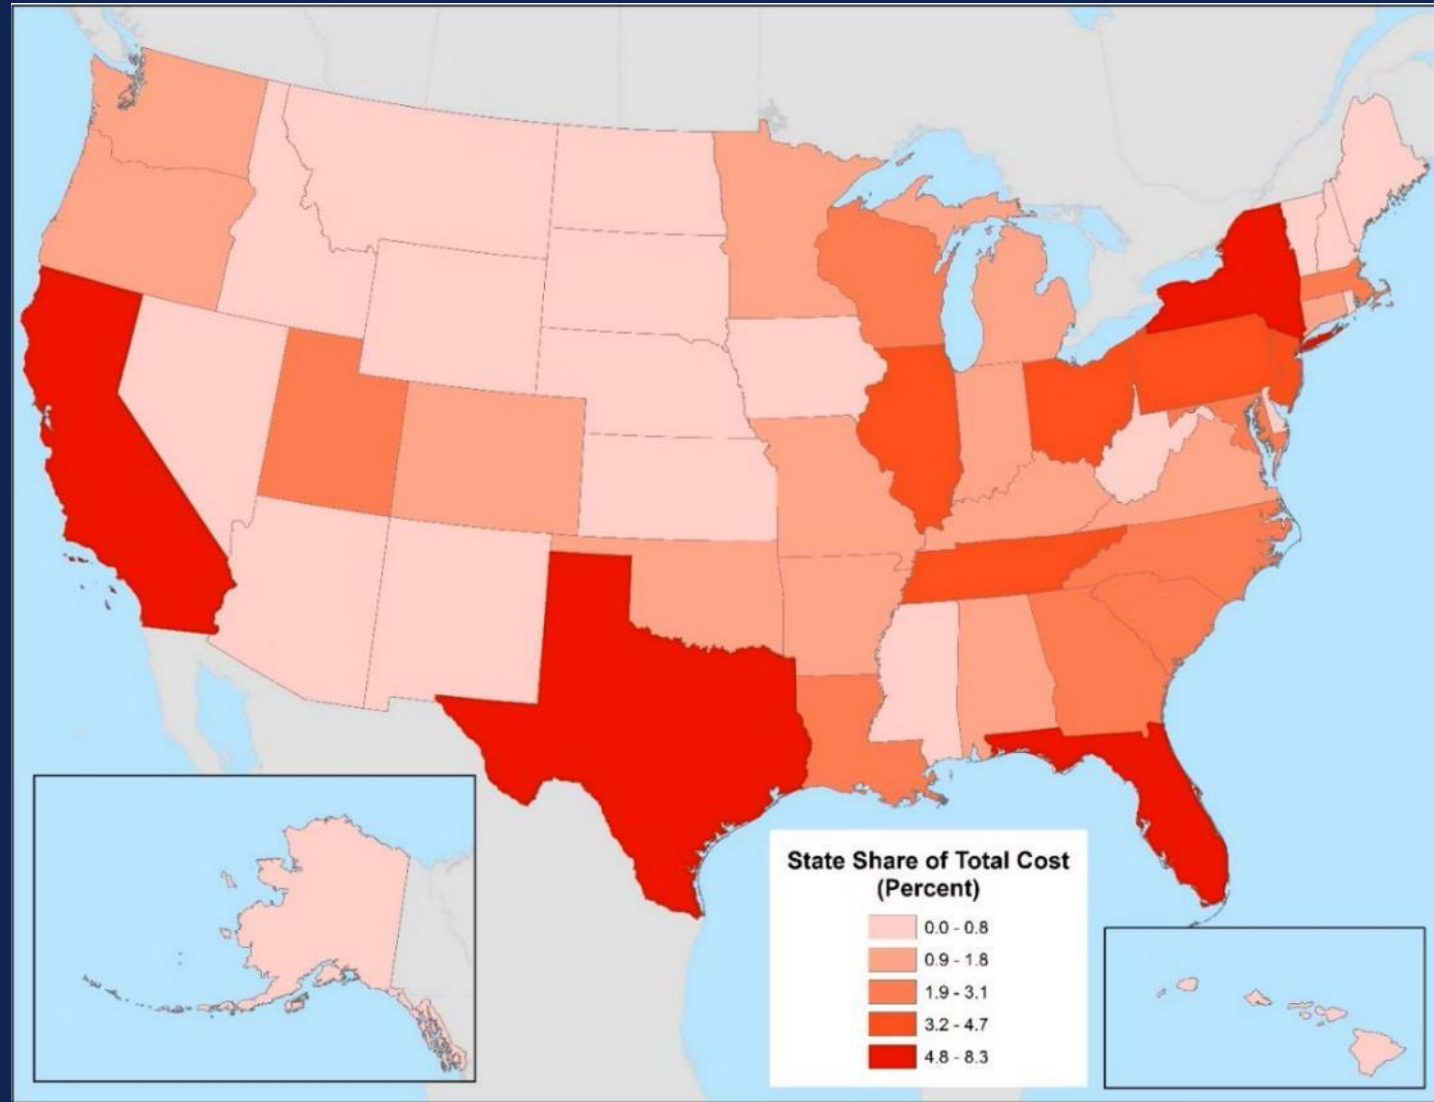 State Share of Total Cost
(Percent)
0.0 - 0.8
0.9 - 1.8
1.9 - 3.1
3.2 - 4.7
4.8 - 8.3